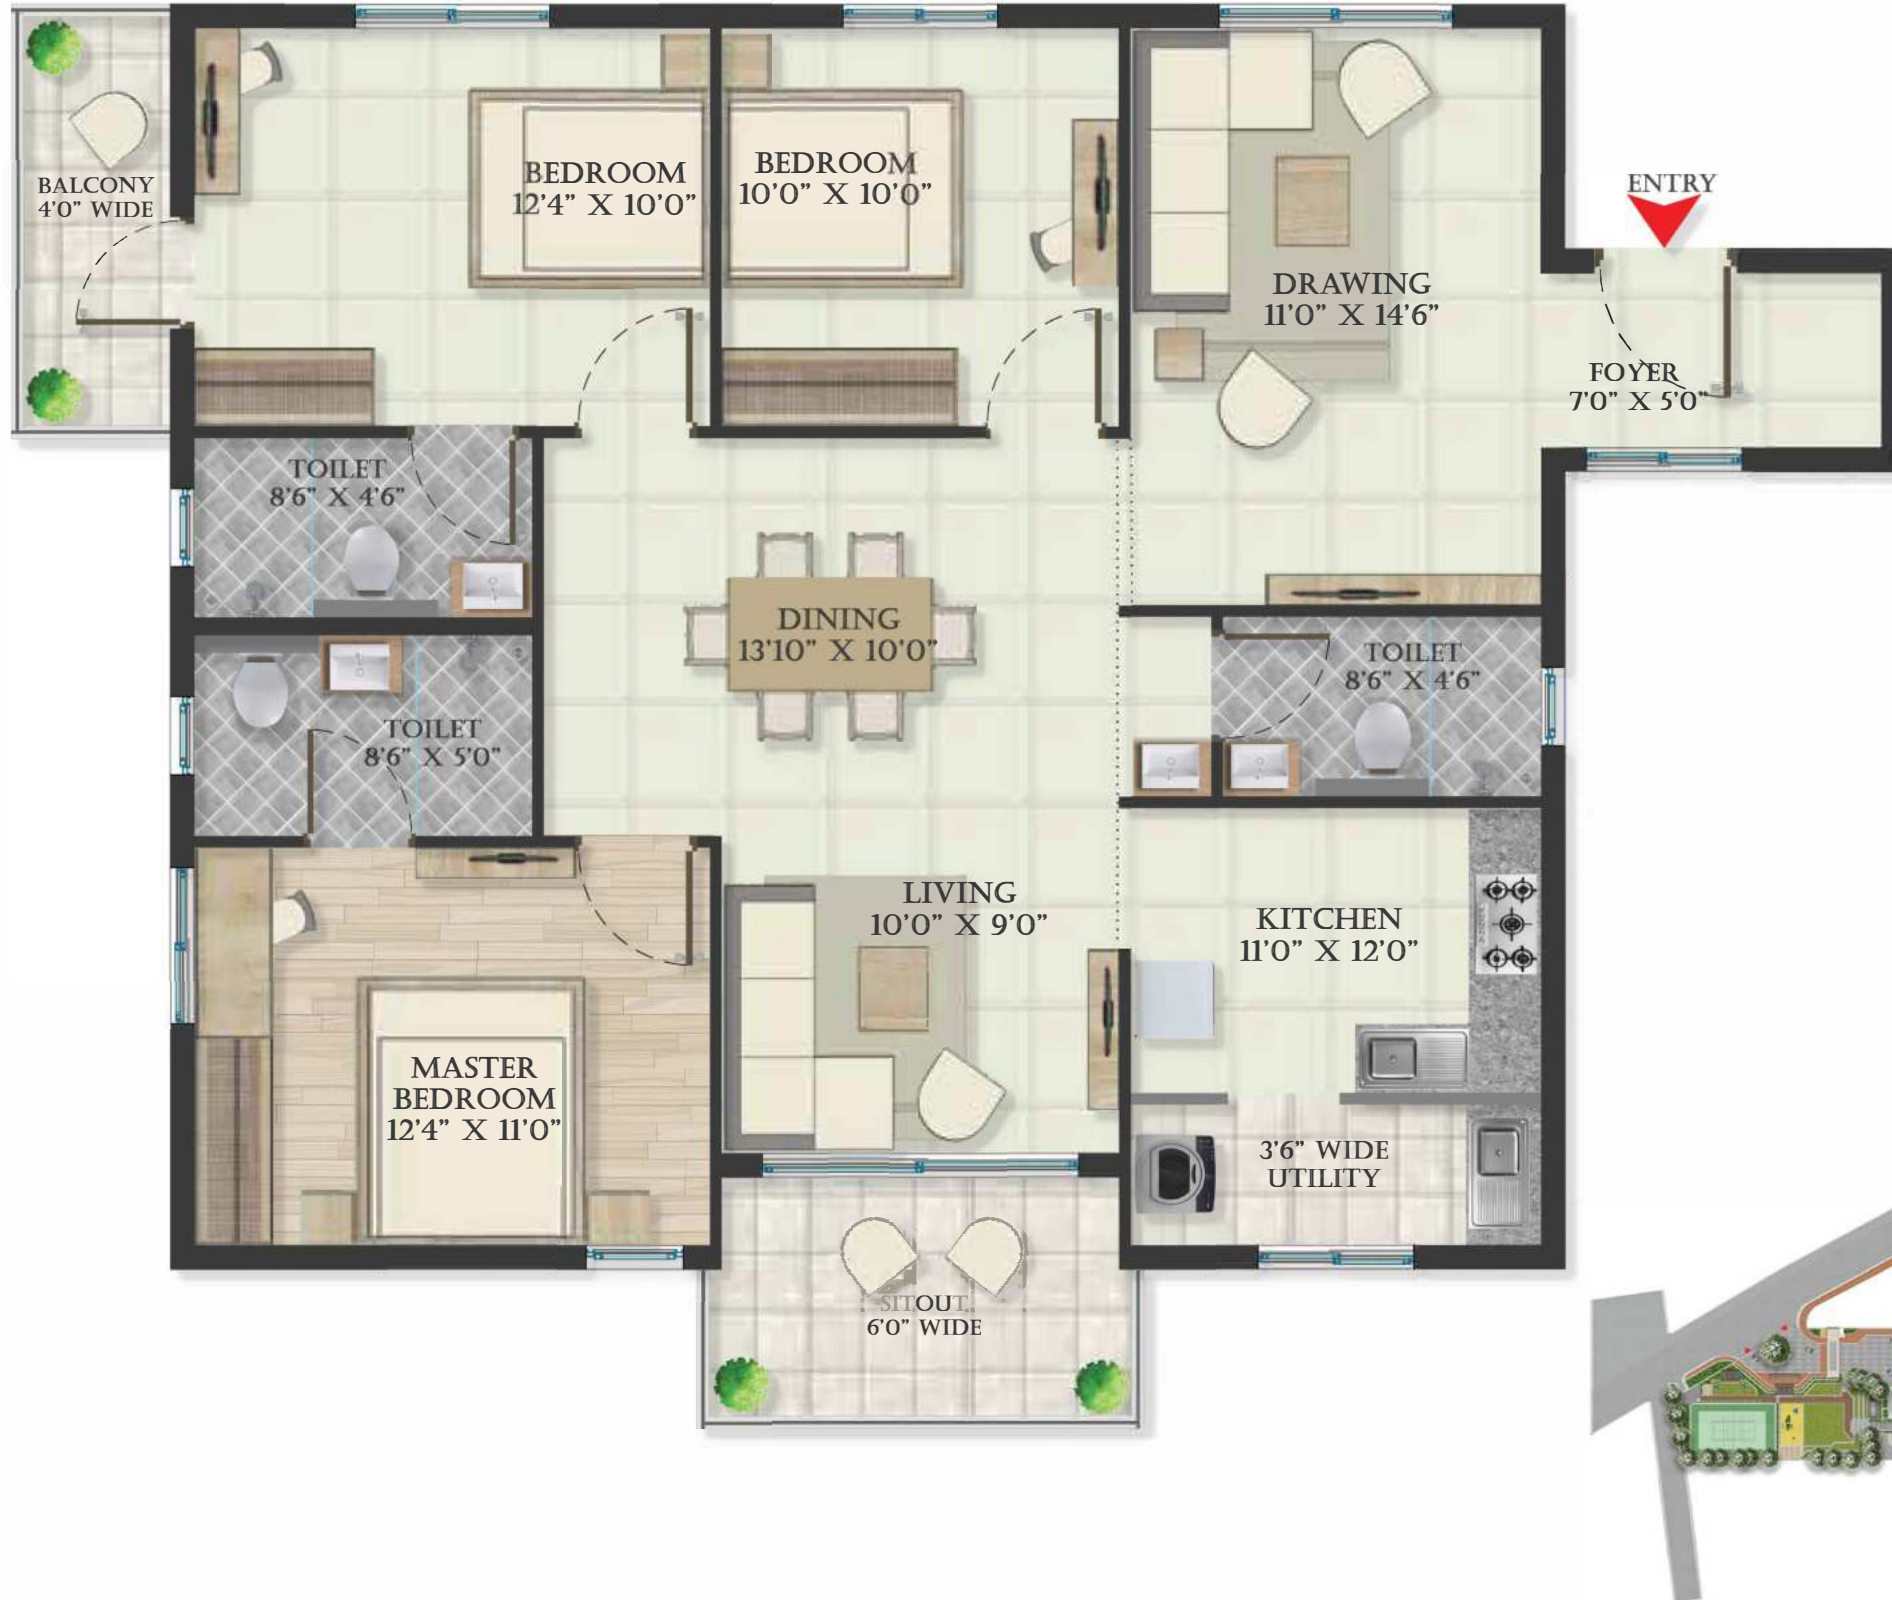 BALCONY
4'0" WIDE
BEDROOM
12'4" X 10'0"
BEDROOM
10'0" X 10'0"
ENTRY
DRAWING
11'0" X 14'6"
FOYER
7'0" X 5'0"
TOILET
8'6" X 4'6"
DINING
13'10" X 10'0"
TOILET
8'6" X 4'6"
TOILET
8'6" X 5'0"
LIVING
10'0" X 9'0"
KITCHEN
11'0" X 12'0"
MASTER
BEDROOM
12'4" X 11'0"
3'6" WIDE
UTILITY
SITOUT
6'0" WIDE